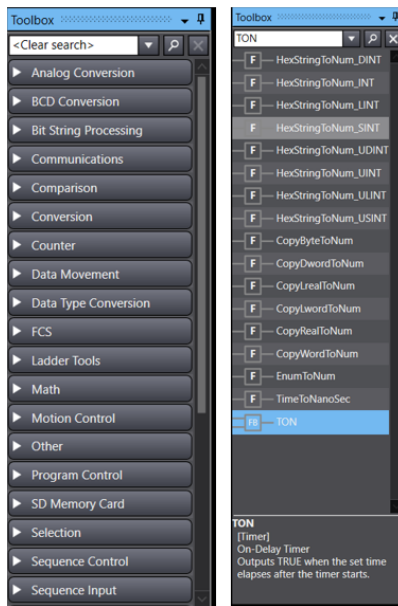 Toolbox
<Clear search>
Analog Conversion
BCD Conversion
Bit String Processing
Communications
Comparison
Conversion
Counter
Data Movement
Data Type Conversion
FCS
Ladder Tools
Math
Motion Control
Other
Program Control
SD Memory Card
Selection
Sequence Control
Sequence Input
Toolbox
TON
F HexStringToNum_DINT
F HexStringToNum_INT
F HexStringToNum_LINT
F HexStringToNum_SINT
F HexStringToNum_UDINT
F HexStringToNum_UINT
F HexStringToNum_ULINT
F HexStringToNum_USINT
F CopyByteToNum
F CopyDwordToNum
F CopyLrealToNum
F CopyLwordToNum
F CopyRealToNum
F CopyWordToNum
F EnumToNum
F TimeToNanoSec
FB TON
TON
[Timer]
On-Delay Timer
Outputs TRUE when the set time
elapses after the timer starts.